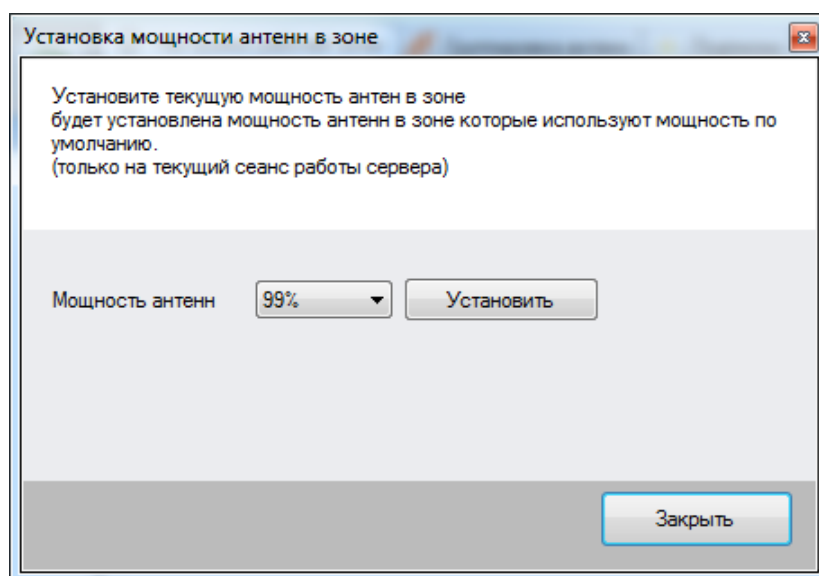 Установка мощности антенн в зоне
Установите текущую мощность антен в зоне
будет установлена мощность антенн в зоне которые используют мощность по
умолчанию.
(только на текущий сеанс работы сервера)
Мощность антенн 99% Установить
Закрыть